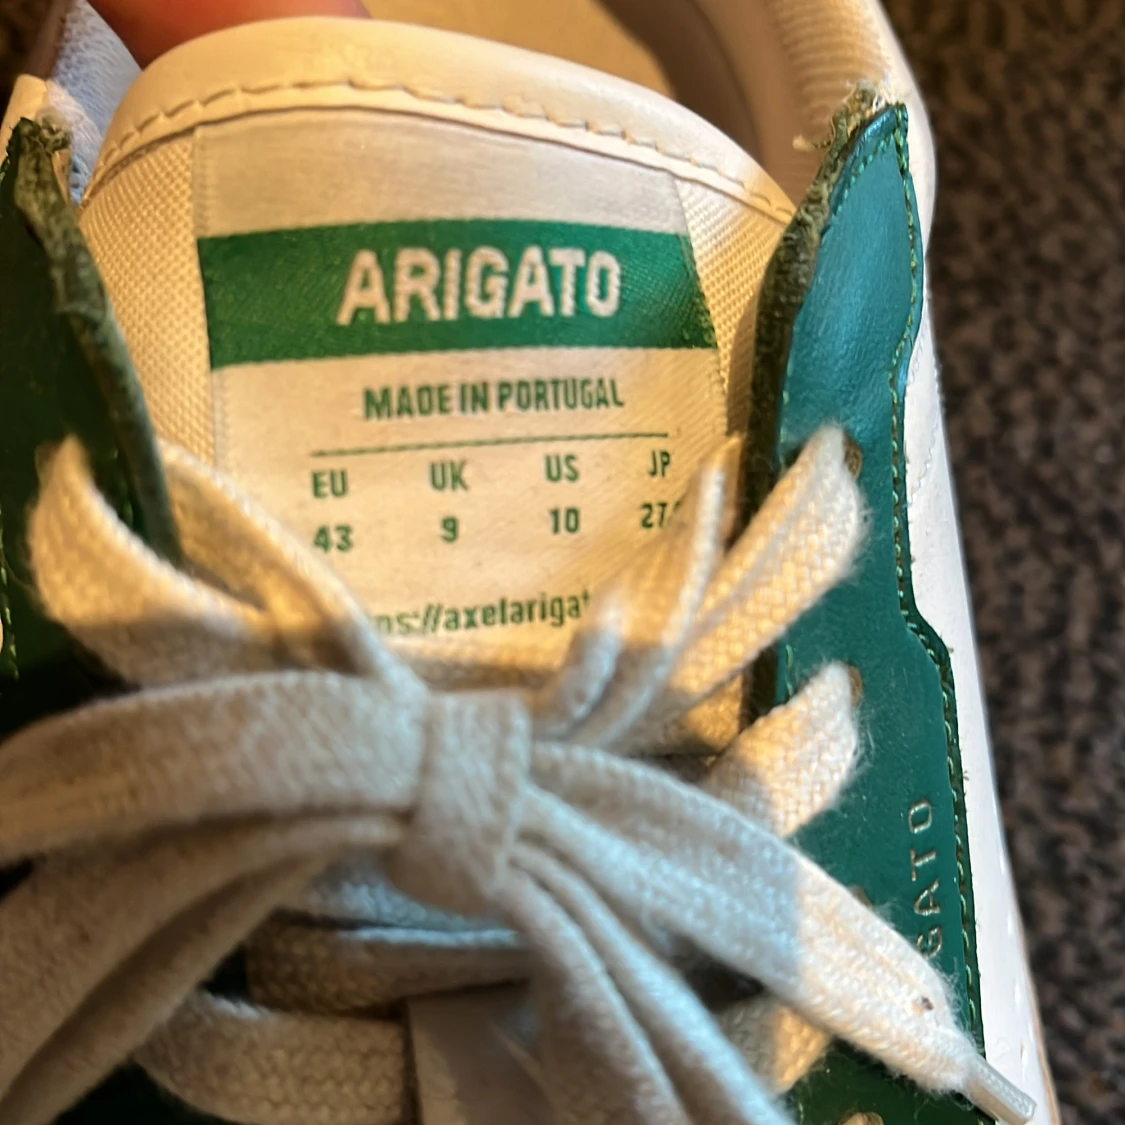 ARIGATO
MADE IN PORTUGAL
EU UK US JP
43 9 10
GATO